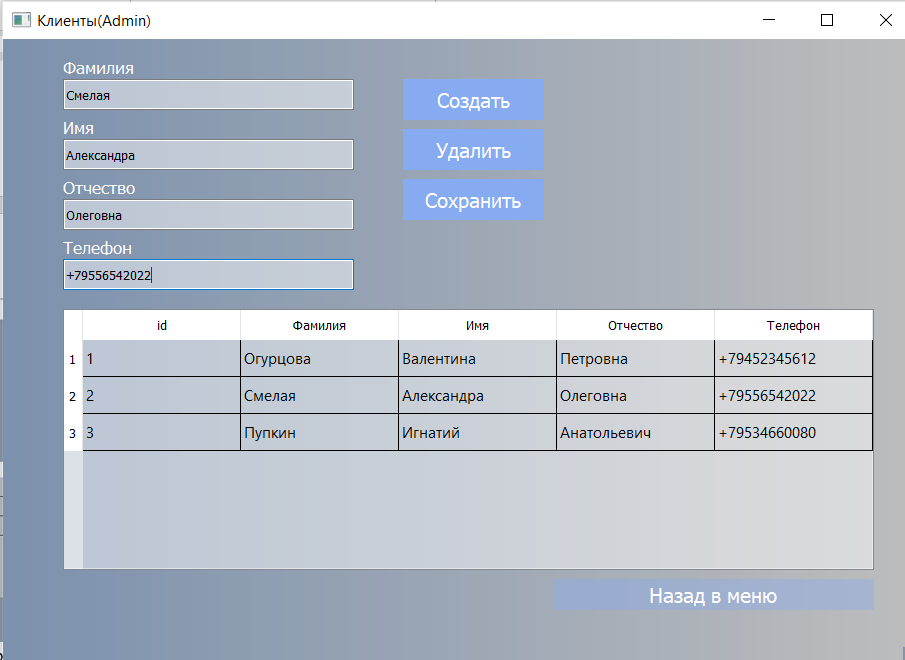 Клиенты(Admin)
Фамилия
Смелая
Имя
Александра
Отчество
Олеговна
Телефон
+79556542022
Создать
Удалить
Сохранить
id Фамилия Имя Отчество Телефон
1 1 Огурцова Валентина Петровна +79452345612
2 2 Смелая Александра Олеговна +79556542022
3 3 Пупкин Игнатий Анатольевич +79534660080
Назад в меню